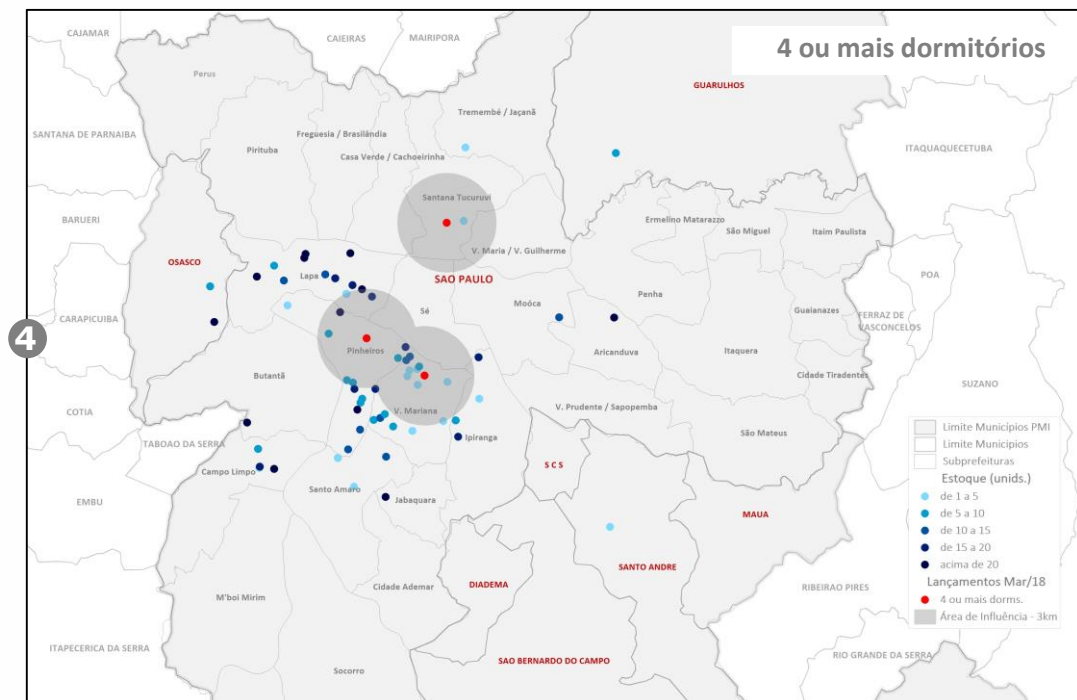 4 ou mais dormitórios
CAJAMAR
CAIEIRAS
MAIRIPORA
Perus
GUARULHOS
Tremembé / Jaçanã
SANTANA DE PARNAIBA
Freguesia / Brasilândia
Pirituba
Casa Verde / Cachoeirinha
ITAQUAQUECETUBA
Santana Tucuruvi
BARUERI
Ermelino Matarazzo
São Miguel
Itaim Paulista
V. Maria / V. Guilherme
OSASCO
Lapa
SAO PAULO
POA
Penha
Moóca
Sé
Guaianazes
FERRAZ DE
VASCONCELOS
CARAPICUIBA
4
Pinheiros
Aricanduva
Itaquera
Butantã
Cidade Tiradentes
SUZANO
COTIA
V. Mariana
V. Prudente / Sapopemba
TABOAO DA SERRA
Ipiranga
São Mateus
Campo Limpo
S C S
EMBU
Santo Amaro
Jabaquara
MAUA
SANTO ANDRE
DIADEMA
Cidade Ademar
M'boi Mirim
RIBEIRAO PIRES
ITAPECERICA DA SERRA
RIO GRANDE DA SERRA
SAO BERNARDO DO CAMPO
Socorro
Limite Municípios PMI
Limite Municipios
Subprefeituras
Estoque (unids.)
de 1 a 5
de 5 a 10
de 10 a 15
de 15 a 20
acima de 20
Lançamentos Mar/18
4 ou mais dorms.
Área de Influência - 3km